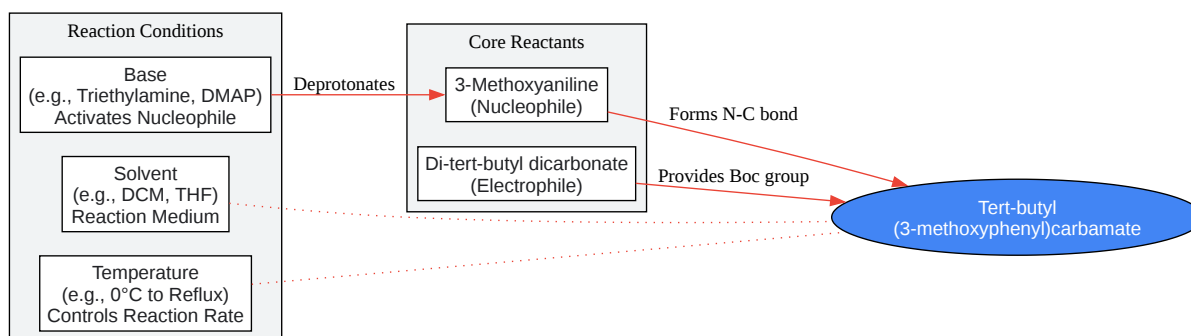 Reaction Conditions
Base
(e.g., Triethylamine, DMAP)
Activates Nucleophile
Solvent
(e.g., DCM, THF)
Reaction Medium
Temperature
(e.g., 0°C to Reflux)
Controls Reaction Rate
Deprotonates
Core Reactants
3-Methoxyaniline
(Nucleophile)
Di-tert-butyl dicarbonate
(Electrophile)
Forms N-C bond
Provides Boc group
Tert-butyl
(3-methoxyphenyl)carbamate